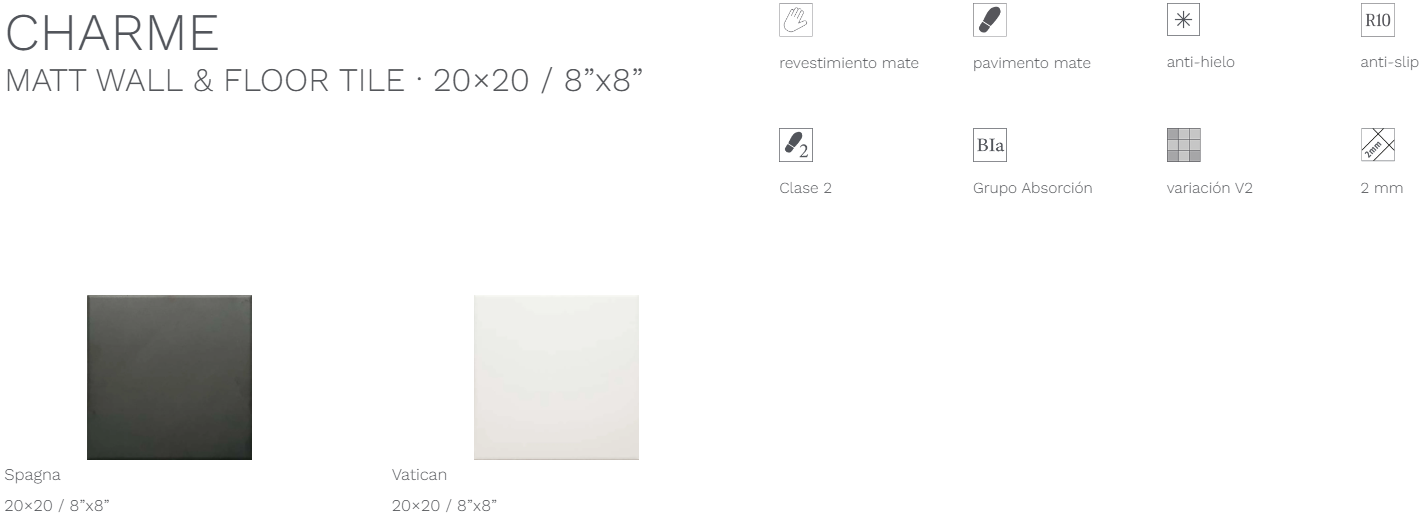 CHARME
MATT WALL & FLOOR TILE · 20×20 / 8”x8”
revestimiento mate
pavimento mate
anti-hielo
R10
anti-slip
2
Clase 2
BIa
Grupo Absorción
variación V2
2mm
2 mm
Spagna
20×20 / 8”x8”
Vatican
20×20 / 8”x8”